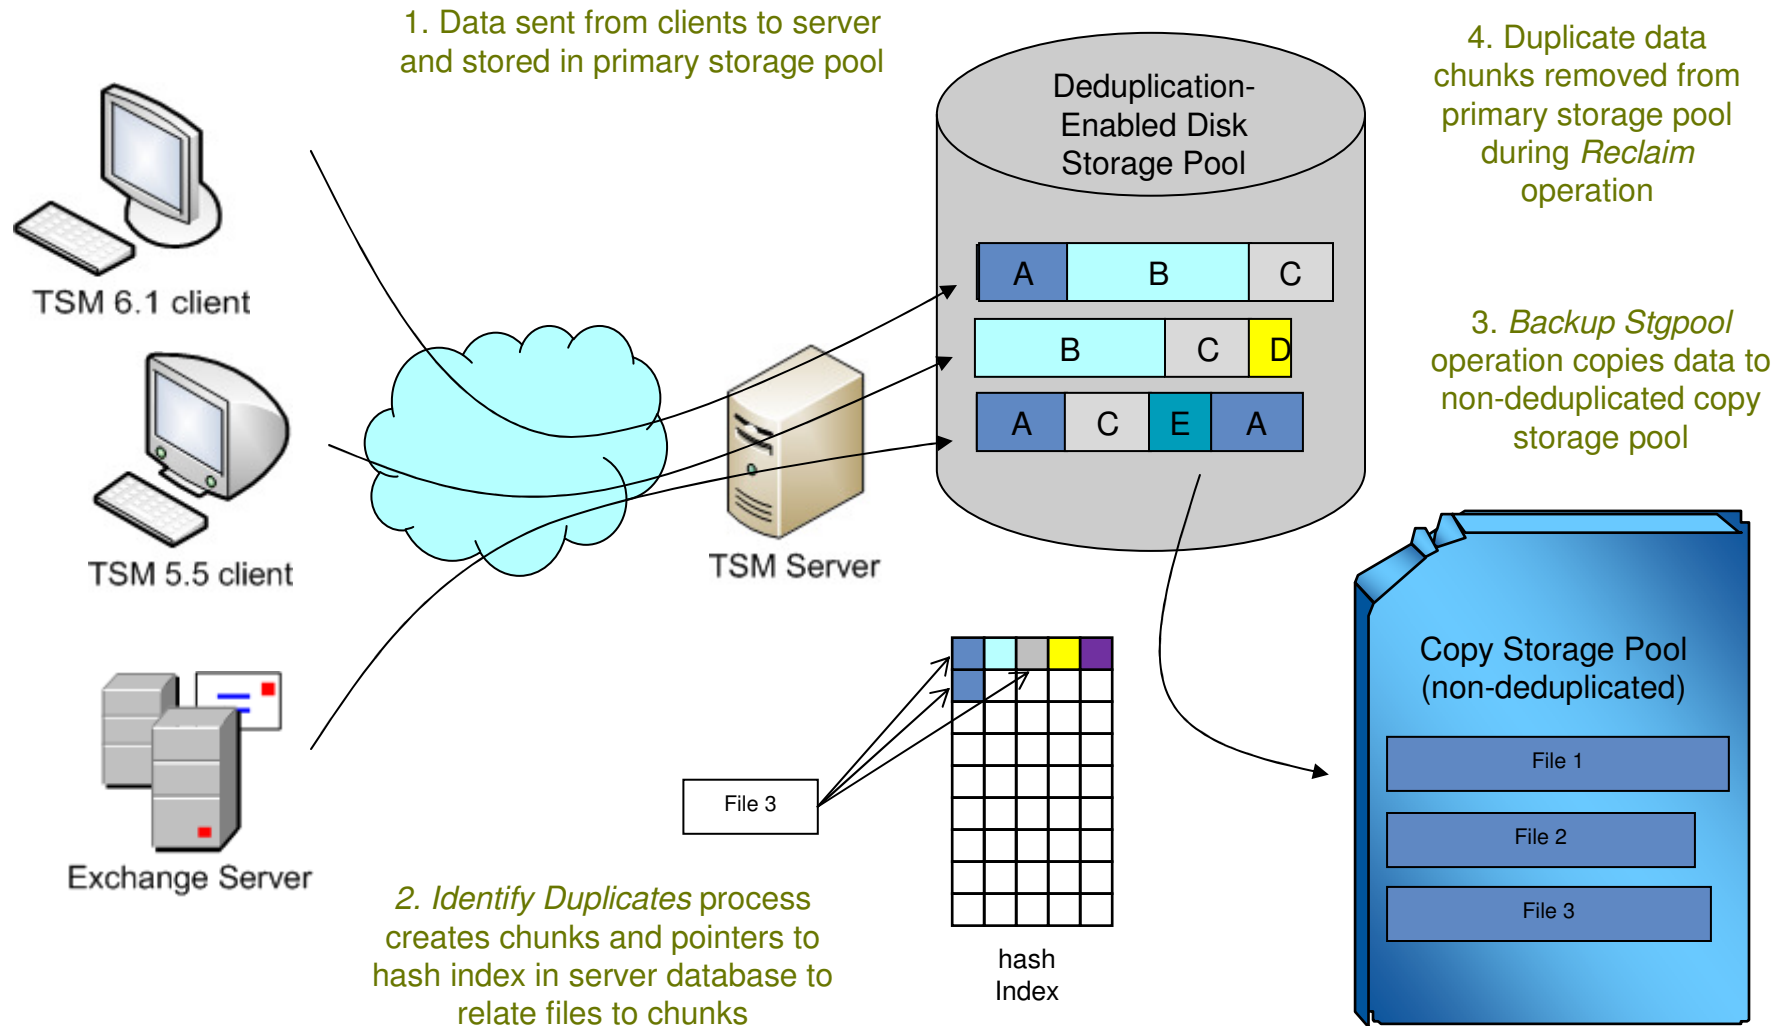 1. Data sent from clients to server
and stored in primary storage pool
4. Duplicate data
chunks removed from
primary storage pool
during Reclaim
operation
Deduplication-
Enabled Disk
Storage Pool
TSM 6.1 client
A B C
B C D
A C E A
3. Backup Stgpool
operation copies data to
non-deduplicated copy
storage pool
TSM 5.5 client
TSM Server
Exchange Server
File 3
hash
Index
Copy Storage Pool
(non-deduplicated)
File 1
File 2
File 3
2. Identify Duplicates process
creates chunks and pointers to
hash index in server database to
relate files to chunks